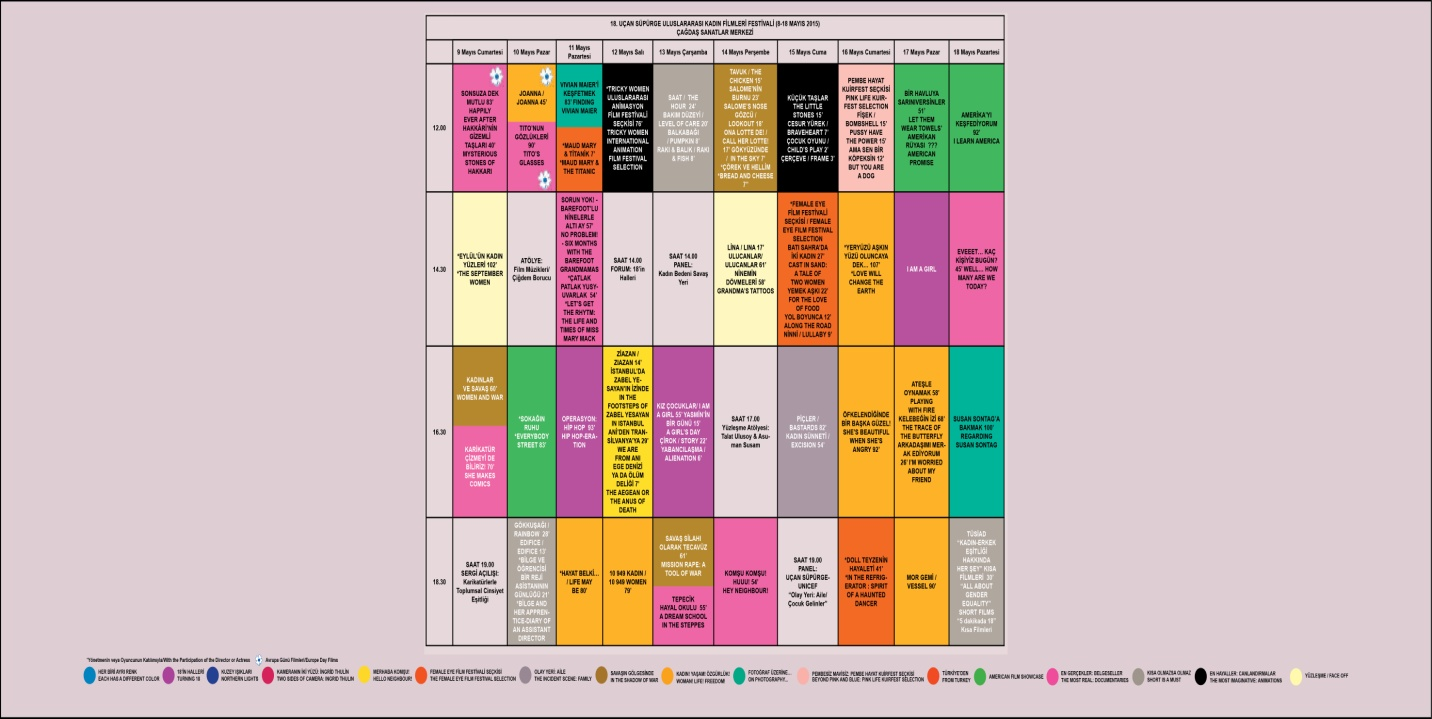 18. UÇAN SÜPÜRGE ULUSLARARASI KADIN FİLMLERİ FESTİVALİ (8-18 MAYIS 2015)
ÇAĞDAŞ SANATLAR MERKEZİ
9 Mayıs Cumartesi
10 Mayıs Pazar
11 Mayıs
Pazartesi
12 Mayıs Salı
13 Mayıs Çarşamba
14 Mayıs Perşembe
15 Mayıs Cuma
16 Mayıs Cumartesi
17 Mayıs Pazar
18 Mayıs Pazartesi
12.00
SONSUZA DEK
MUTLU 83'
HAPPILY
EVER AFTER
HAKKÂRİ'NİN
GİZEMLİ
TAŞLARI 40'
MYSTERIOUS
STONES OF
HAKKARI
JOANNA /
JOANNA 45'
TITO'NUN
GÖZLÜKLERİ
90'
TITO'S
GLASSES
VIVIAN MAIER'İ
KEŞFETMEK
83' FINDING
VIVIAN MAIER
*MAUD MARY
& TİTANİK 7'
*MAUD MARY &
THE TITANIC
*TRICKY WOMEN
ULUSLARARASI
ANİMASYON
FİLM FESTİVALİ
SEÇKİSİ 76'
TRICKY WOMEN
INTERNATIONAL
ANIMATION
FILM FESTIVAL
SELECTION
SAAT / THE
HOUR 24'
BAKIM DÜZEYİ /
LEVEL OF CARE 20'
BALKABAĞI
/ PUMPKIN 8'
RAKI & BALIK / RAKI
& FISH 8'
TAVUK / THE
CHICKEN 15'
SALOME'NİN
BURNU 23'
SALOME'S NOSE
GÖZCÜ /
LOOKOUT 18'
ONA LOTTE DE! /
CALL HER LOTTE!
17' GÖKYÜZÜNDE
/ IN THE SKY 7'
*ÇÖREK VE HELLİM
*BREAD AND CHEESE
7"
KÜÇÜK TAŞLAR
THE LITTLE
STONES 15'
CESUR YÜREK /
BRAVEHEART 7'
ÇOCUK OYUNU /
CHILD'S PLAY 2'
ÇERÇEVE / FRAME 3'
PEMBE HAYAT
KUİRFEST SEÇKİSİ
PINK LIFE KUIR-
FEST SELECTION
FİŞEK /
BOMBSHELL 15'
PUSSY HAVE
THE POWER 15'
AMA SEN BİR
KÖPEKSİN 12'
BUT YOU ARE
A DOG
BİR HAVLUYA
SARINIVERSİNLER
51'
LET THEM
WEAR TOWELS'
AMERİKAN
RÜYASI ???
AMERICAN
PROMISE
AMERİKA'YI
KEŞFEDİYORUM
92'
I LEARN AMERICA
14.30
*EYLÜL'ÜN KADIN
YÜZLERİ 102'
*THE SEPTEMBER
WOMEN
ATÖLYE:
Film Müzikleri/
Çiğdem Borucu
SORUN YOK! -
BAREFOOT'LU
NİNELERLE
ALTI AY 57'
NO PROBLEM!
- SIX MONTHS
WITH THE
BAREFOOT
GRANDMAMAS
*ÇATLAK
PATLAK YUSY-
UVARLAK 54'
*LET'S GET
THE RHYTM:
THE LIFE AND
TIMES OF MISS
MARY MACK
SAAT 14.00
FORUM: 18'in
Halleri
SAAT 14.00
PANEL:
Kadın Bedeni Savaş
Yeri
LİNA / LINA 17'
ULUCANLAR/
ULUCANLAR 61'
NİNEMİN
DÖVMELERİ 58'
GRANDMA'S TATTOOS
*FEMALE EYE
FİLM FESTİVALİ
SEÇKİSİ / FEMALE
EYE FILM FESTIVAL
SELECTION
BATI SAHRA'DA
İKİ KADIN 27'
CAST IN SAND:
A TALE OF
TWO WOMEN
YEMEK AŞKI 22'
FOR THE LOVE
OF FOOD
YOL BOYUNCA 12'
ALONG THE ROAD
NİNNİ / LULLABY 9'
*YERYÜZÜ AŞKIN
YÜZÜ OLUNCAYA
DEK... 107'
*LOVE WILL
CHANGE THE
EARTH
I AM A GIRL
EVEEET... KAÇ
KİŞİYİZ BUGÜN?
45' WELL... HOW
MANY ARE WE
TODAY?
16.30
KADINLAR
VE SAVAŞ 60'
WOMEN AND WAR
KARİKATÜR
ÇİZMEYİ DE
BİLİRİZ! 70'
SHE MAKES
COMICS
*SOKAĞIN
RUHU
*EVERYBODY
STREET 83'
OPERASYON:
HİP HOP 93'
HIP HOP-ERA-
TION
ZİAZAN /
ZIAZAN 14'
İSTANBUL'DA
ZABEL YE-
SAYAN'IN İZİNDE
IN THE
FOOTSTEPS OF
ZABEL YESAYAN
IN ISTANBUL
ANİ'DEN TRAN-
SİLVANYA'YA 29'
WE ARE
FROM ANI
EGE DENİZİ
YA DA ÖLÜM
DELİĞİ 7'
THE AEGEAN OR
THE ANUS OF
DEATH
KIZ ÇOCUKLAR/ I AM
A GIRL 55' YASMİN'İN
BİR GÜNÜ 15'
A GIRL'S DAY
ÇİROK / STORY 22'
YABANCILAŞMA /
ALIENATION 6'
SAAT 17.00
Yüzleşme Atölyesi:
Talat Ulusoy & Asu-
man Susam
PİÇLER /
BASTARDS 82'
KADIN SÜNNETİ /
EXCISION 54'
ÖFKELENDİĞİNDE
BİR BAŞKA GÜZEL!
SHE'S BEAUTIFUL
WHEN SHE'S
ANGRY 92'
ATEŞLE
OYNAMAK 58'
PLAYING
WITH FIRE
KELEBEĞİN İZİ 68'
THE TRACE OF
THE BUTTERFLY
ARKADAŞIMI MER-
AK EDİYORUM
26' I'M WORRIED
ABOUT MY
FRIEND
SUSAN SONTAG'A
BAKMAK 100'
REGARDING
SUSAN SONTAG
18.30
SAAT 19.00
SERGİ AÇILIŞI:
Karikatürlerle
Toplumsal Cinsiyet
Eşitliği
GÖKKUŞAĞI /
RAINBOW 28'
EDIFICE /
EDIFICE 13'
*BİLGE VE
ÖĞRENCİSİ
BİR REJİ
ASİSTANININ
GÜNLÜĞÜ 21'
*BİLGE AND
HER APPREN-
TICE-DIARY OF
AN ASSISTANT
DIRECTOR
*HAYAT BELKİ...
/ LIFE MAY
BE 80'
10 949 KADIN /
10 949 WOMEN
79'
SAVAŞ SİLAHI
OLARAK TECAVÜZ
61'
MISSION RAPE: A
TOOL OF WAR
TEPECİK
HAYAL OKULU 55'
A DREAM SCHOOL
IN THE STEPPES
KOMŞU KOMŞU!
HUUU! 54'
HEY NEIGHBOUR!
SAAT 19.00
PANEL:
UÇAN SÜPÜRGE-
UNICEF
"Olay Yeri: Aile/
Çocuk Gelinler"
*DOLL TEYZENİN
HAYALETİ 41'
*IN THE REFRIG-
ERATOR : SPIRIT
OF A HAUNTED
DANCER
MOR GEMİ /
VESSEL 90'
TÜSİAD
"KADIN-ERKEK
EŞİTLİĞİ
HAKKINDA
HER ŞEY" KISA
FİLMLERİ 30'
"ALL ABOUT
GENDER
EQUALITY"
SHORT FILMS
"5 dakikada 18"
Kısa Filmleri
*Yönetmenin veya Oyuncunun Katılımıyla/With the Participation of the Director or Actress
Avrupa Günü Filmleri/Europe Day Films
HER BİRİ AYRI RENK
EACH HAS A DIFFERENT COLOR
18'İN HALLERİ
TURNING 18
KUZEY IŞIKLARI
NORTHERN LIGHTS
KAMERANIN İKİ YÜZÜ: İNGRİD THULİN
TWO SIDES OF CAMERA: INGRID THULIN
MERHABA KOMŞU!
HELLO NEIGHBOUR!
FEMALE EYE FİLM FESTİVALİ SEÇKİSİ
THE FEMALE EYE FILM FESTIVAL SELECTION
OLAY YERİ: AİLE
THE INCIDENT SCENE: FAMILY
SAVAŞIN GÖLGESİNDE
IN THE SHADOW OF WAR
KADIN! YAŞAM! ÖZGÜRLÜK!
WOMAN! LIFE! FREEDOM!
FOTOĞRAF ÜZERİNE...
ON PHOTOGRAPHY...
PEMBESİZ MAVİSİZ: PEMBE HAYAT KUİRFEST SEÇKİSİ
BEYOND PINK AND BLUE: PINK LIFE KUIRFEST SELECTION
TÜRKİYE'DEN
FROM TURKEY
AMERICAN FILM SHOWCASE
EN GERÇEKLER: BELGESELLER
THE MOST REAL: DOCUMENTARIES
KISA OLMAZSA OLMAZ
SHORT IS A MUST
EN HAYALLER: CANLANDIRMALAR
THE MOST IMAGINATIVE: ANIMATIONS
YÜZLEŞME / FACE OFF